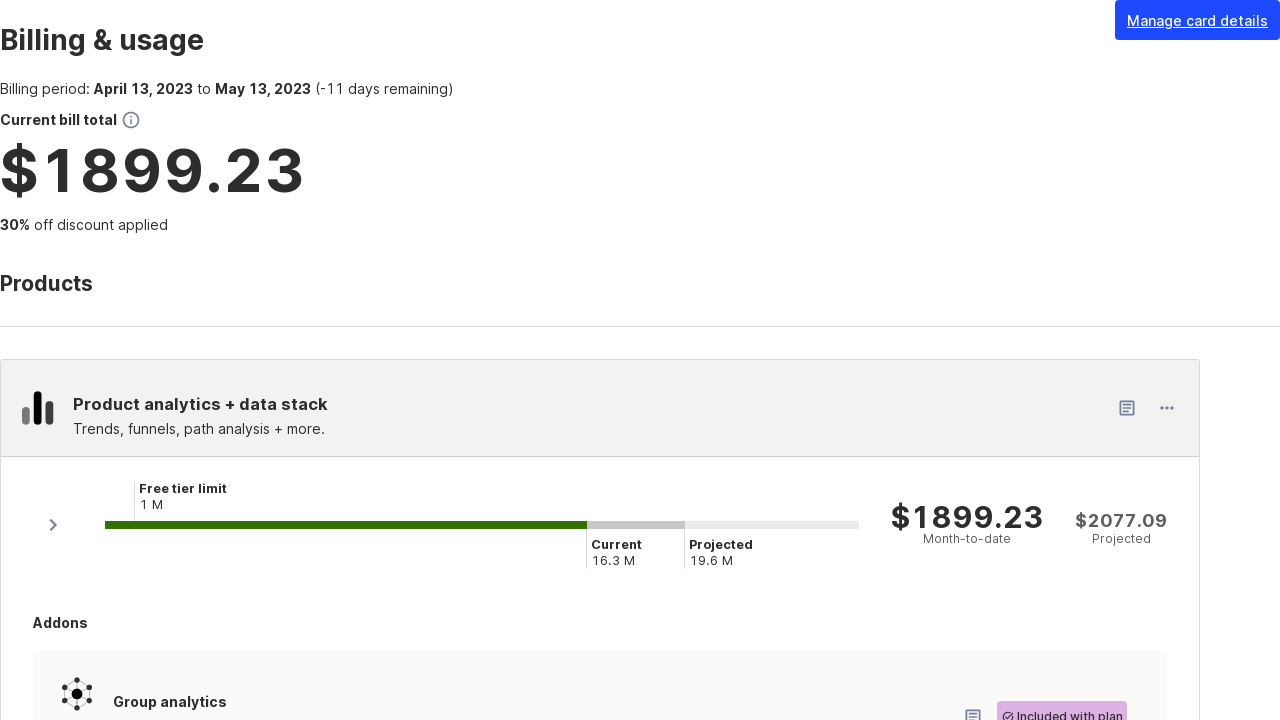 Manage card details
Billing & usage
Billing period: April 13, 2023 to May 13, 2023 (-11 days remaining)
Current bill total
$1899.23
30% off discount applied
Products
Product analytics + data stack
Trends, funnels, path analysis + more.
Free tier limit
1 M
Current
16.3 M
Projected
19.6 M
$1899.23
Month-to-date
$2077.09
Projected
Addons
Group analytics
Included with plan